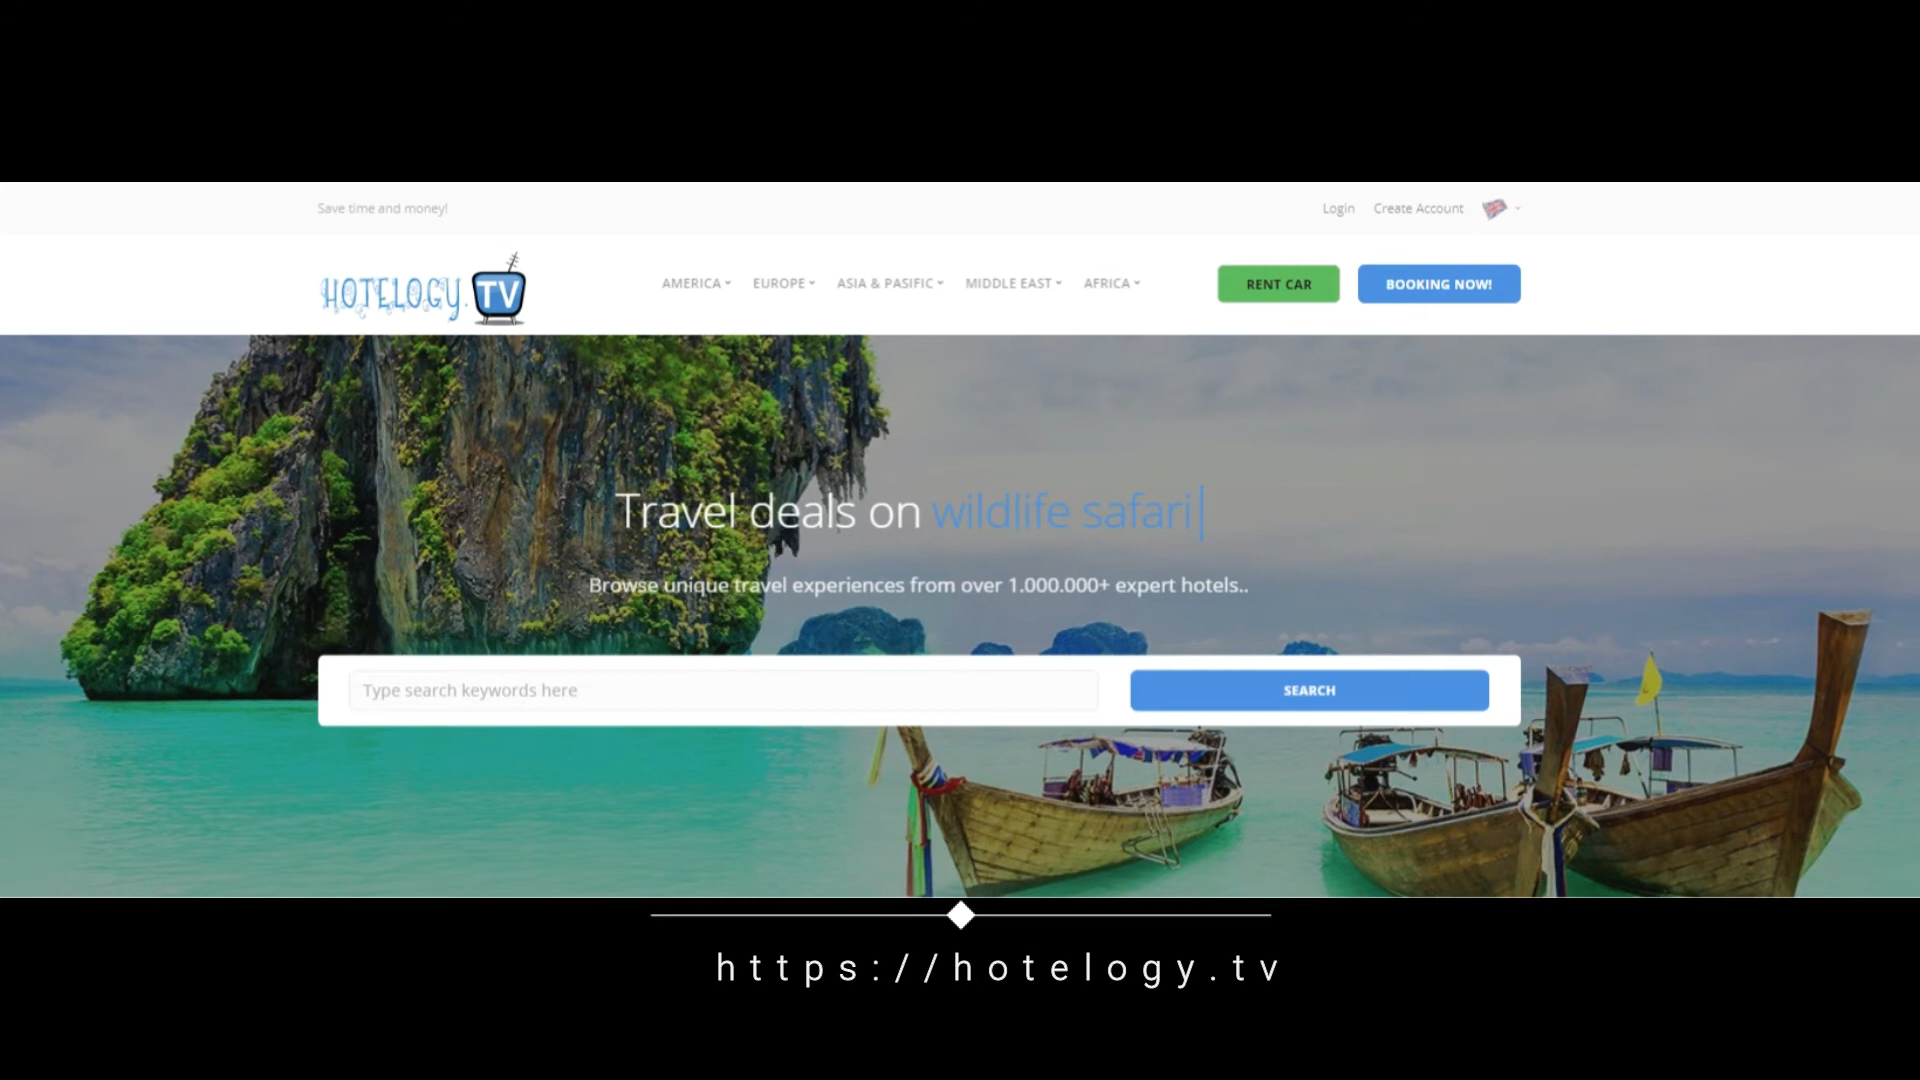 Save time and money!
Login Create Account
HOTELOGY.TV
AMERICA EUROPE ASIA & PASIFIC MIDDLE EAST AFRICA RENT CAR BOOKING NOW!
Travel deals on wildlife safari
Browse unique travel experiences from over 1.000.000+ expert hotels..
Type search keywords here SEARCH
https://hotelogy.tv